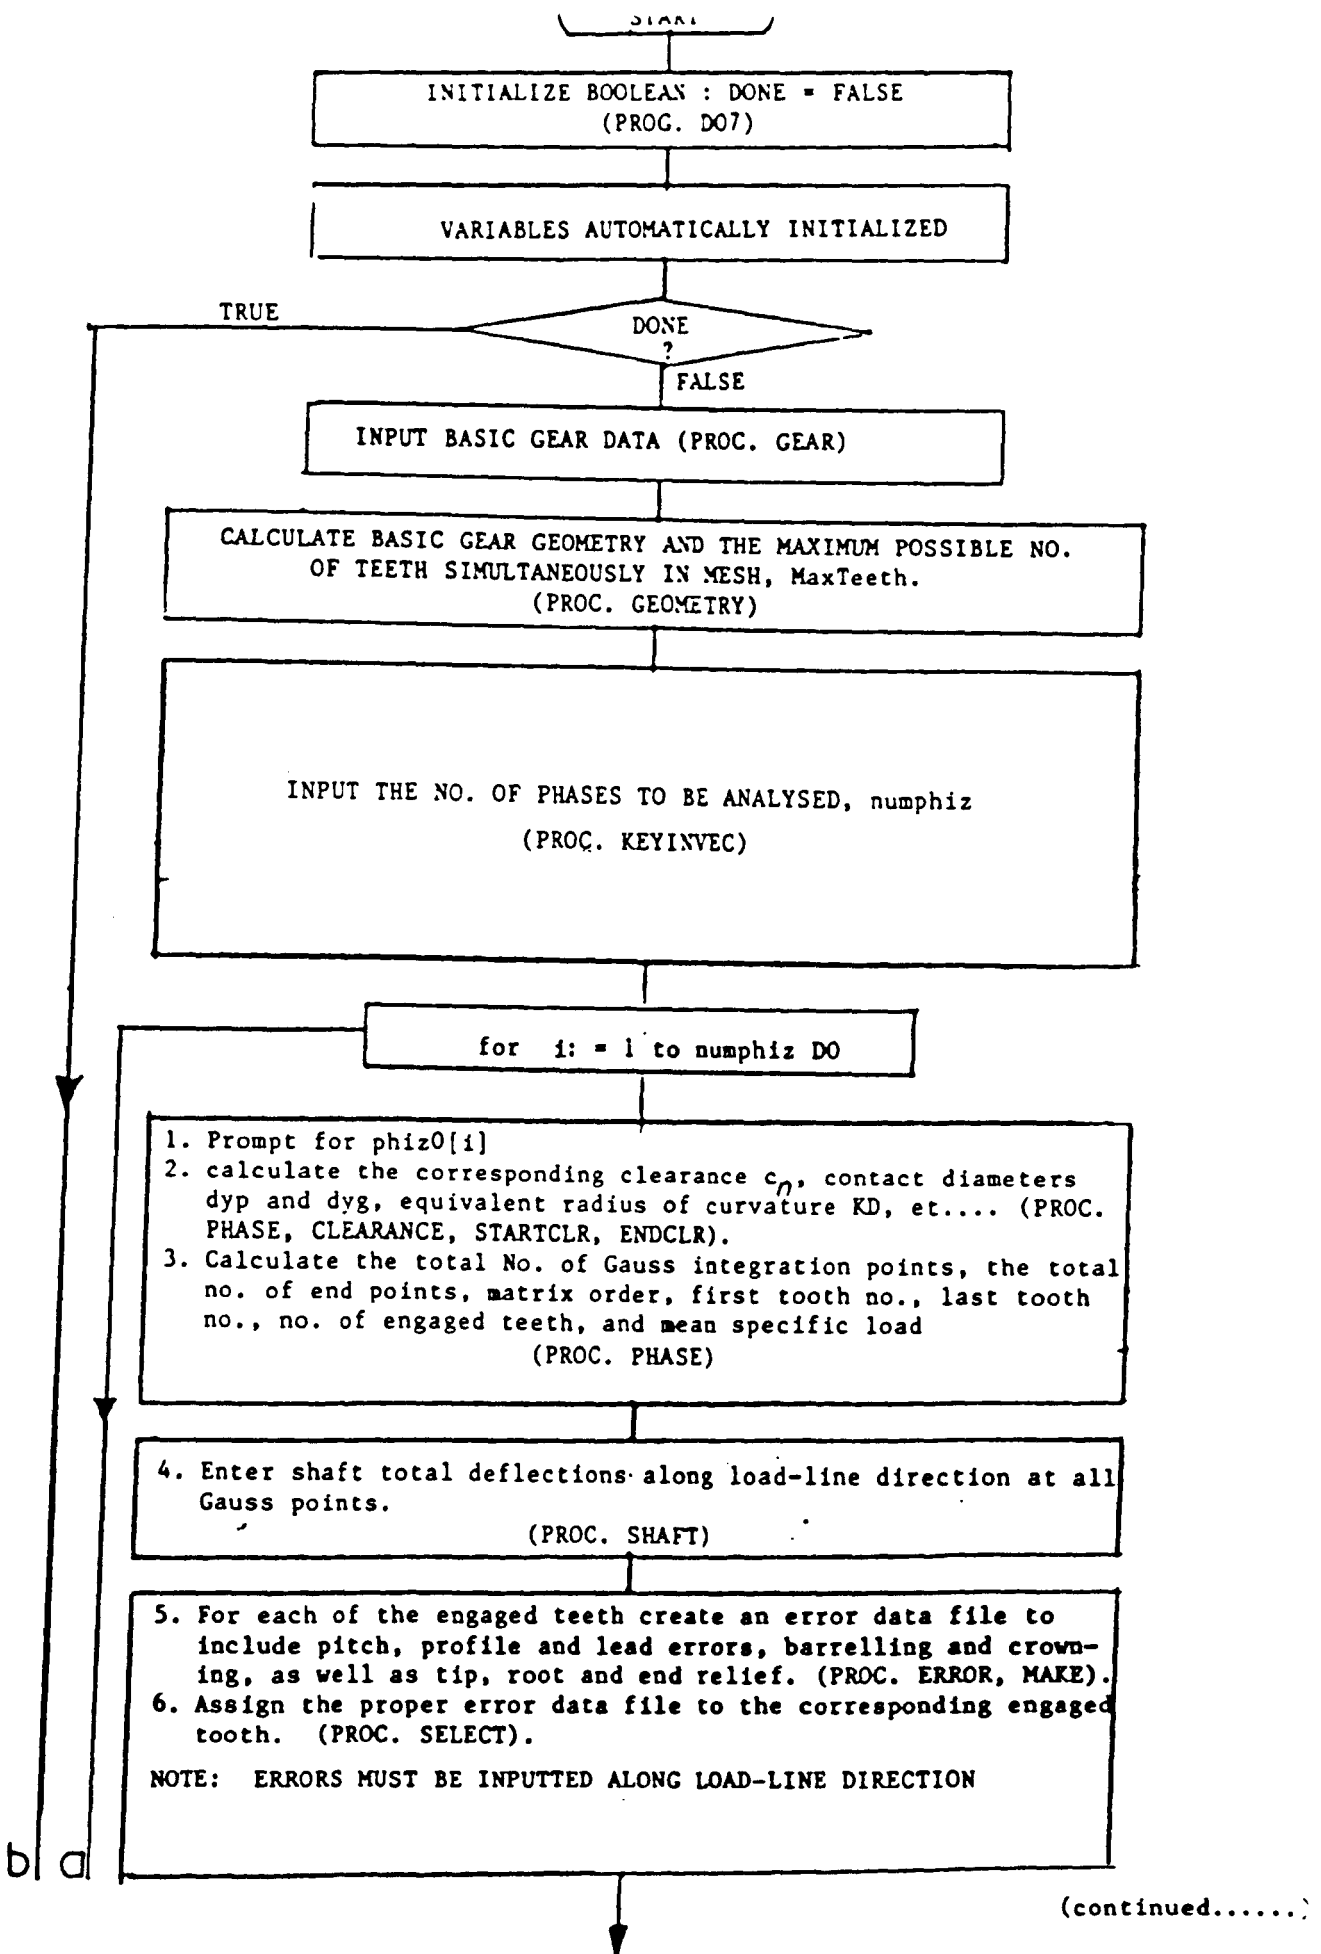 START
INITIALIZE BOOLEAN : DONE = FALSE
(PROG. DO7)
VARIABLES AUTOMATICALLY INITIALIZED
TRUE
DONE
?
FALSE
INPUT BASIC GEAR DATA (PROC. GEAR)
CALCULATE BASIC GEAR GEOMETRY AND THE MAXIMUM POSSIBLE NO.
OF TEETH SIMULTANEOUSLY IN MESH, MaxTeeth.
(PROC. GEOMETRY)
INPUT THE NO. OF PHASES TO BE ANALYSED, numphiz
(PROC. KEYINVEC)
for i: = 1 to numphiz DO
1. Prompt for phiz0[i]
2. calculate the corresponding clearance cn, contact diameters
dyp and dyg, equivalent radius of curvature KD, et.... (PROC.
PHASE, CLEARANCE, STARTCLR, ENDCLR).
3. Calculate the total No. of Gauss integration points, the total
no. of end points, matrix order, first tooth no., last tooth
no., no. of engaged teeth, and mean specific load
(PROC. PHASE)
4. Enter shaft total deflections along load-line direction at all
Gauss points.
(PROC. SHAFT)
5. For each of the engaged teeth create an error data file to
include pitch, profile and lead errors, barrelling and crown-
ing, as well as tip, root and end relief. (PROC. ERROR, MAKE).
6. Assign the proper error data file to the corresponding engaged
tooth. (PROC. SELECT).
NOTE: ERRORS MUST BE INPUTTED ALONG LOAD-LINE DIRECTION
b a
(continued......)